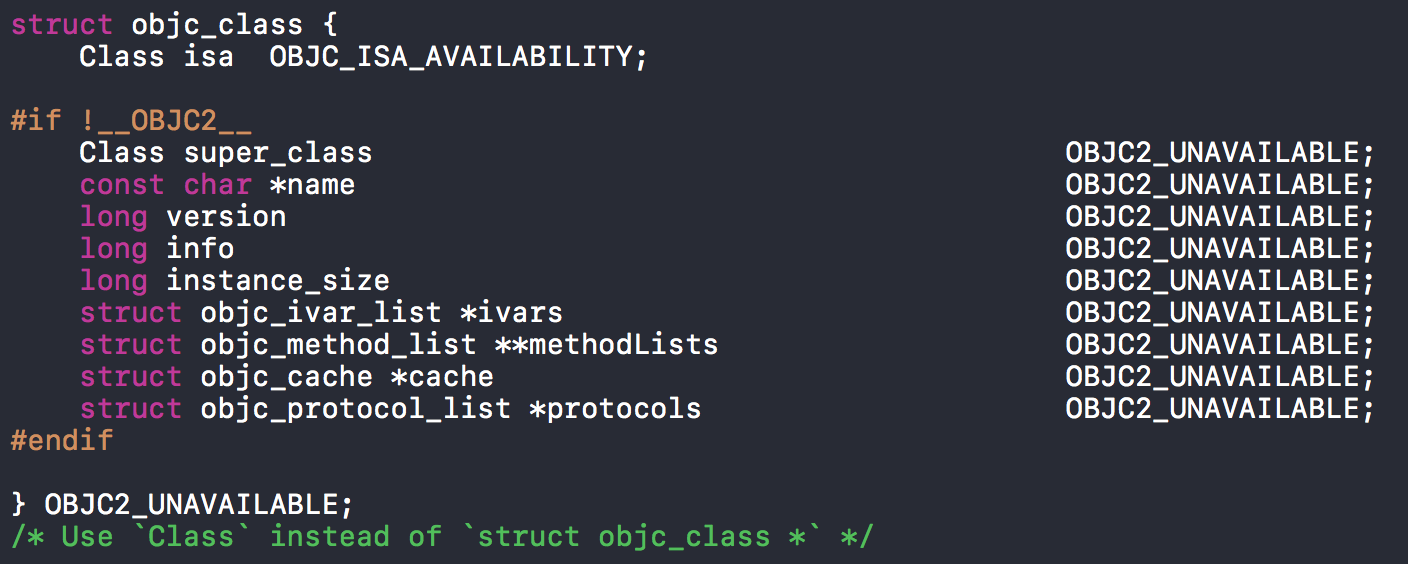 struct objc_class {
    Class isa  OBJC_ISA_AVAILABILITY;

#if !__OBJC2__
    Class super_class                                        OBJC2_UNAVAILABLE;
    const char *name                                         OBJC2_UNAVAILABLE;
    long version                                             OBJC2_UNAVAILABLE;
    long info                                                OBJC2_UNAVAILABLE;
    long instance_size                                       OBJC2_UNAVAILABLE;
    struct objc_ivar_list *ivars                             OBJC2_UNAVAILABLE;
    struct objc_method_list **methodLists                    OBJC2_UNAVAILABLE;
    struct objc_cache *cache                                 OBJC2_UNAVAILABLE;
    struct objc_protocol_list *protocols                     OBJC2_UNAVAILABLE;
#endif

} OBJC2_UNAVAILABLE;
/* Use `Class` instead of `struct objc_class *` */